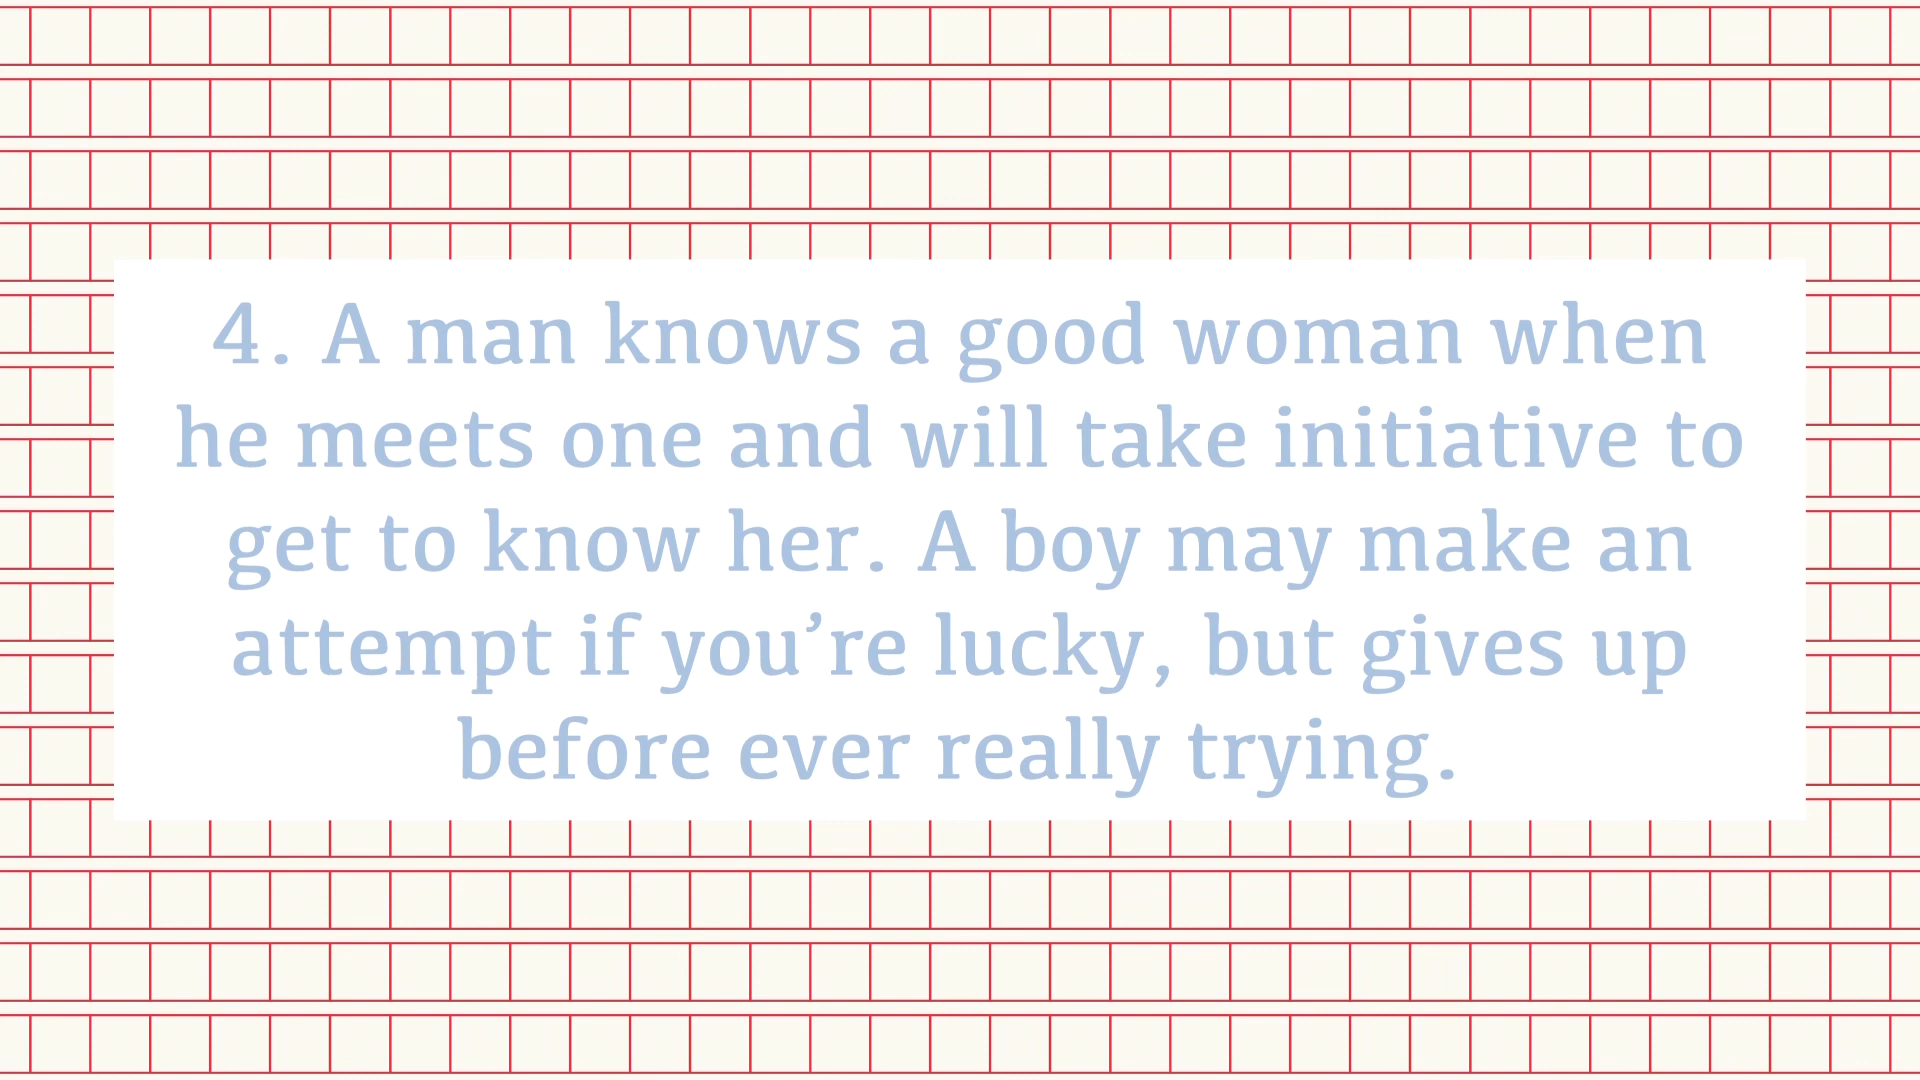 4. A man knows a good woman when
he meets one and will take initiative to
get to know her. A boy may make an
attempt if you’re lucky, but gives up
before ever really trying.